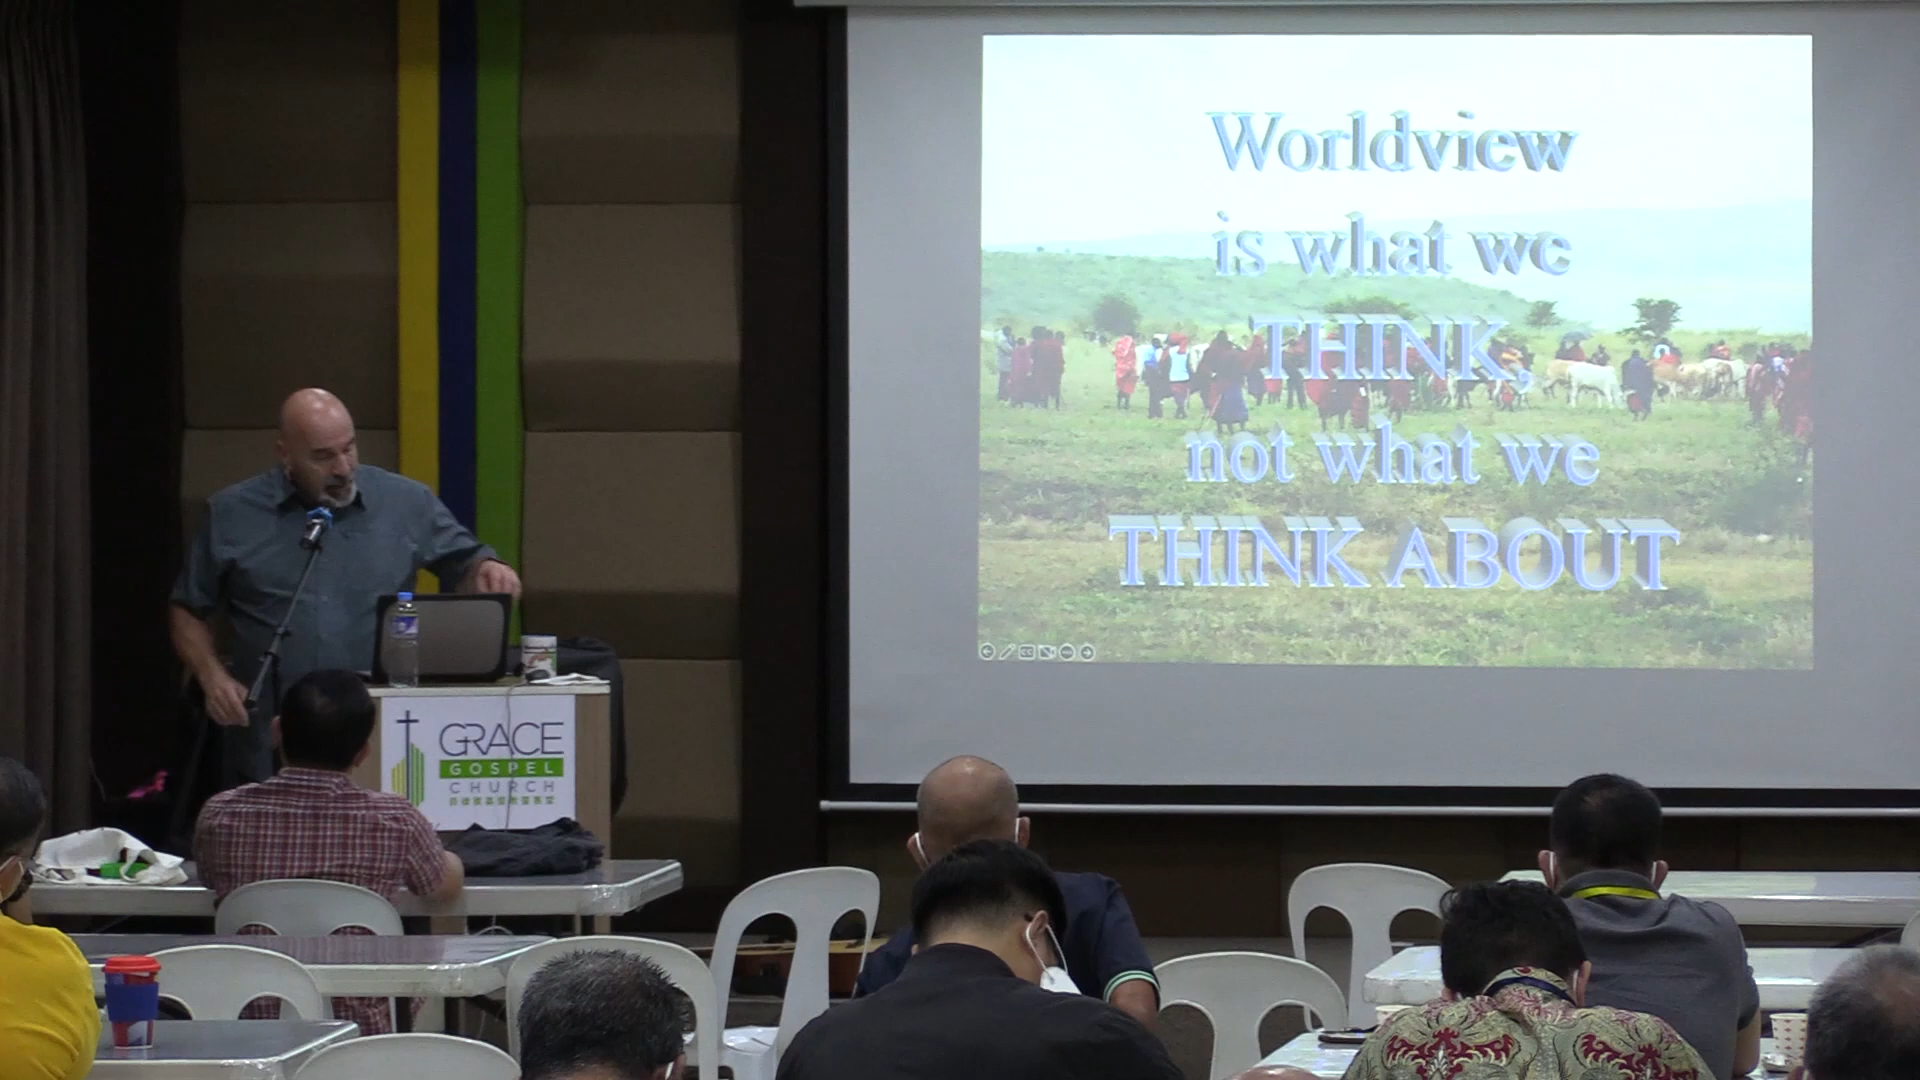 Worldview
is what we
THINK,
not what we
THINK ABOUT
GRACE
GOSPEL
CHURCH